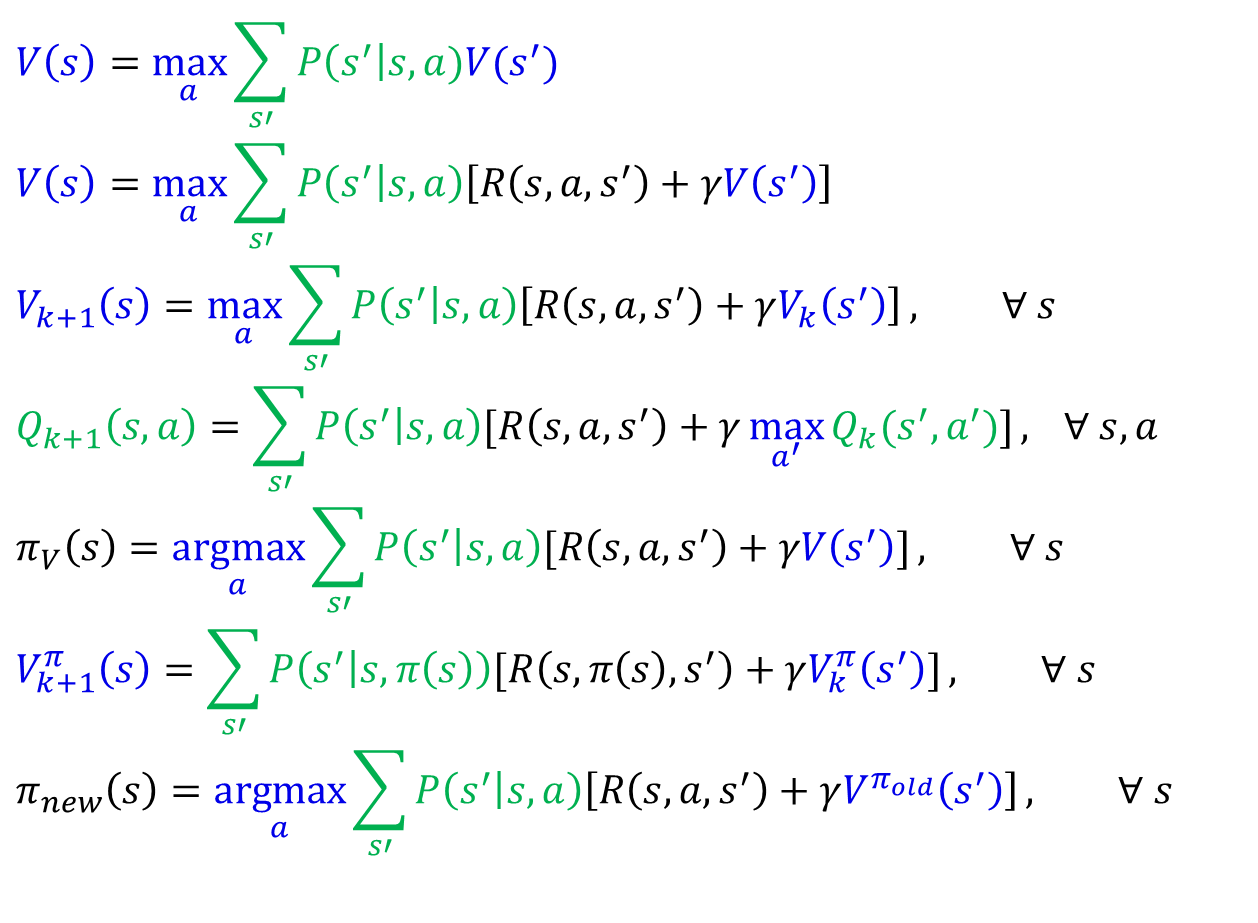 V(s) = max_a ∑_{s′} P(s′|s, a)V(s′)
V(s) = max_a ∑_{s′} P(s′|s, a)[R(s, a, s′) + γV(s′)]
V_{k+1}(s) = max_a ∑_{s′} P(s′|s, a)[R(s, a, s′) + γV_k(s′)] , ∀ s
Q_{k+1}(s, a) = ∑_{s′} P(s′|s, a)[R(s, a, s′) + γ max_{a′} Q_k(s′, a′)] , ∀ s, a
π_V(s) = argmax_a ∑_{s′} P(s′|s, a)[R(s, a, s′) + γV(s′)] , ∀ s
V^π_{k+1}(s) = ∑_{s′} P(s′|s, π(s))[R(s, π(s), s′) + γV^π_k(s′)] , ∀ s
π_{new}(s) = argmax_a ∑_{s′} P(s′|s, a)[R(s, a, s′) + γV^{π_{old}}(s′)] , ∀ s